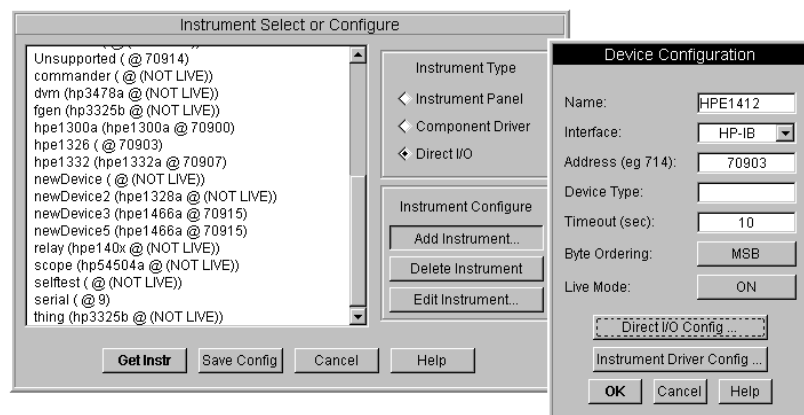 Instrument Select or Configure
Unsupported ( @ 70914)
commander ( @ (NOT LIVE))
dvm (hp3478a @ (NOT LIVE))
fgen (hp3325b @ (NOT LIVE))
hpe1300a (hpe1300a @ 70900)
hpe1326 ( @ 70903)
hpe1332 (hpe1332a @ 70907)
newDevice ( @ (NOT LIVE))
newDevice2 (hpe1328a @ (NOT LIVE))
newDevice3 (hpe1466a @ 70915)
newDevice5 (hpe1466a @ 70915)
relay (hpe140x @ (NOT LIVE))
scope (hp54504a @ (NOT LIVE))
selftest ( @ (NOT LIVE))
serial ( @ 9)
thing (hp3325b @ (NOT LIVE))
Instrument Type
Instrument Panel
Component Driver
Direct I/O
Instrument Configure
Add Instrument...
Delete Instrument
Edit Instrument...
Get Instr Save Config Cancel Help
Device Configuration
Name: HPE1412
Interface: HP-IB
Address (eg 714): 70903
Device Type:
Timeout (sec): 10
Byte Ordering: MSB
Live Mode: ON
Direct I/O Config ...
Instrument Driver Config ...
OK Cancel Help